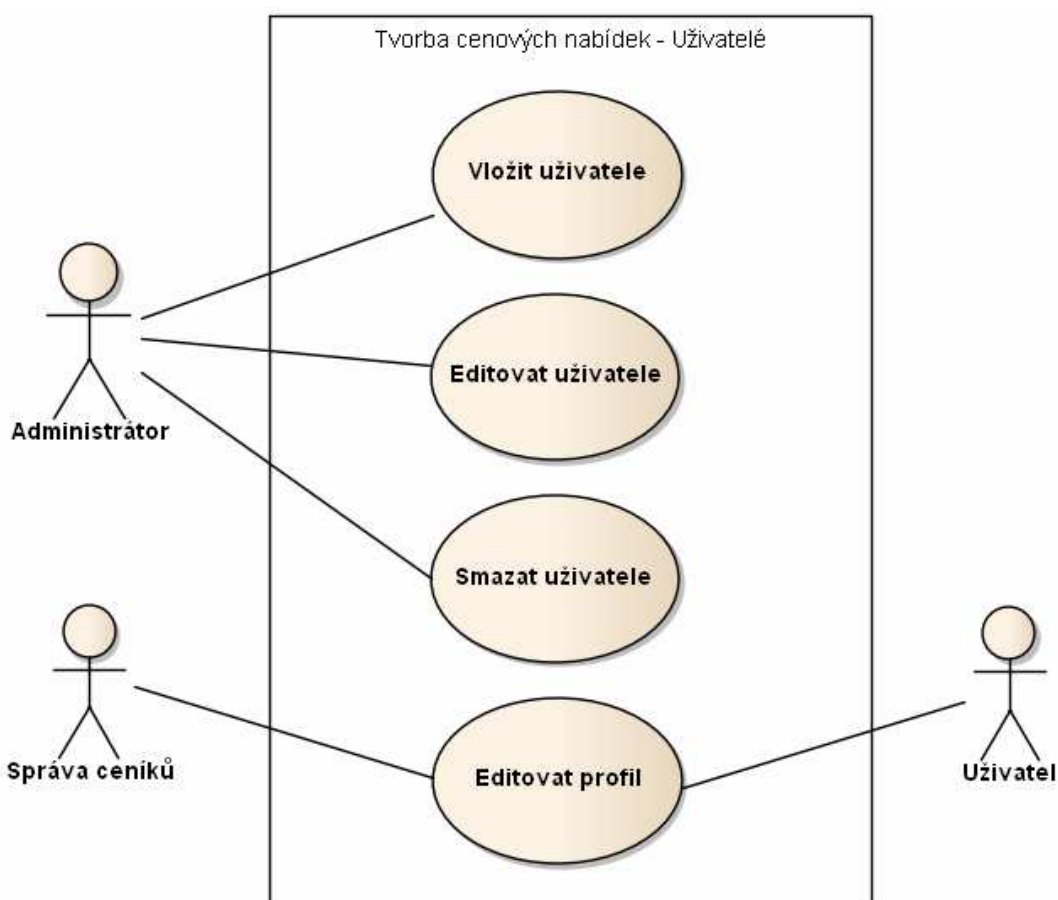 Tvorba cenových nabídek - Uživatelé
Vložit uživatele
Editovat uživatele
Administrátor
Smazat uživatele
Správa ceníků
Editovat profil
Uživatel